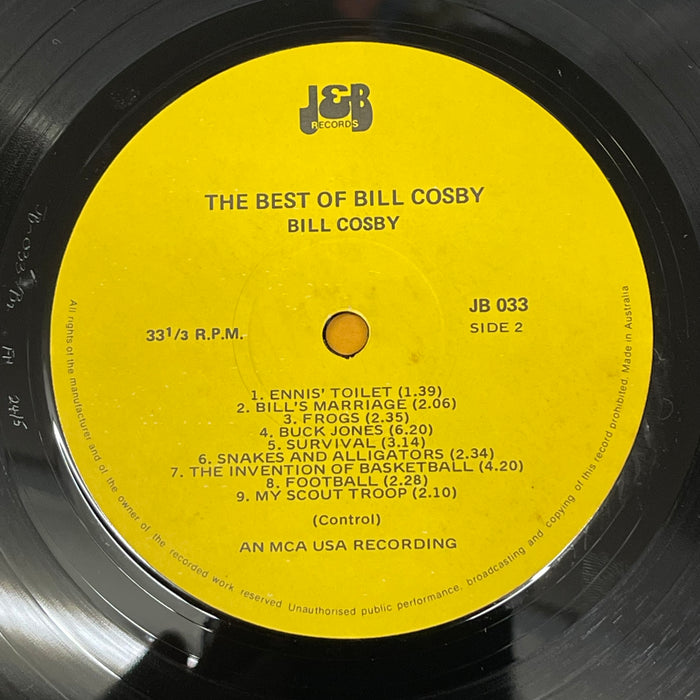 J&B
RECORDS
THE BEST OF BILL COSBY
BILL COSBY
JB 033
33 1/3 R.P.M.
SIDE 2
1. ENNIS' TOILET (1.39)
2. BILL'S MARRIAGE (2.06)
3. FROGS (2.35)
4. BUCK JONES (6.20)
5. SURVIVAL (3.14)
6. SNAKES AND ALLIGATORS (2.34)
7. THE INVENTION OF BASKETBALL (4.20)
8. FOOTBALL (2.28)
9. MY SCOUT TROOP (2.10)
(Control)
AN MCA USA RECORDING
All rights of the manufacturer and of the owner of the recorded work reserved Unauthorised public performance, broadcasting and copying of this record prohibited. Made in Australia